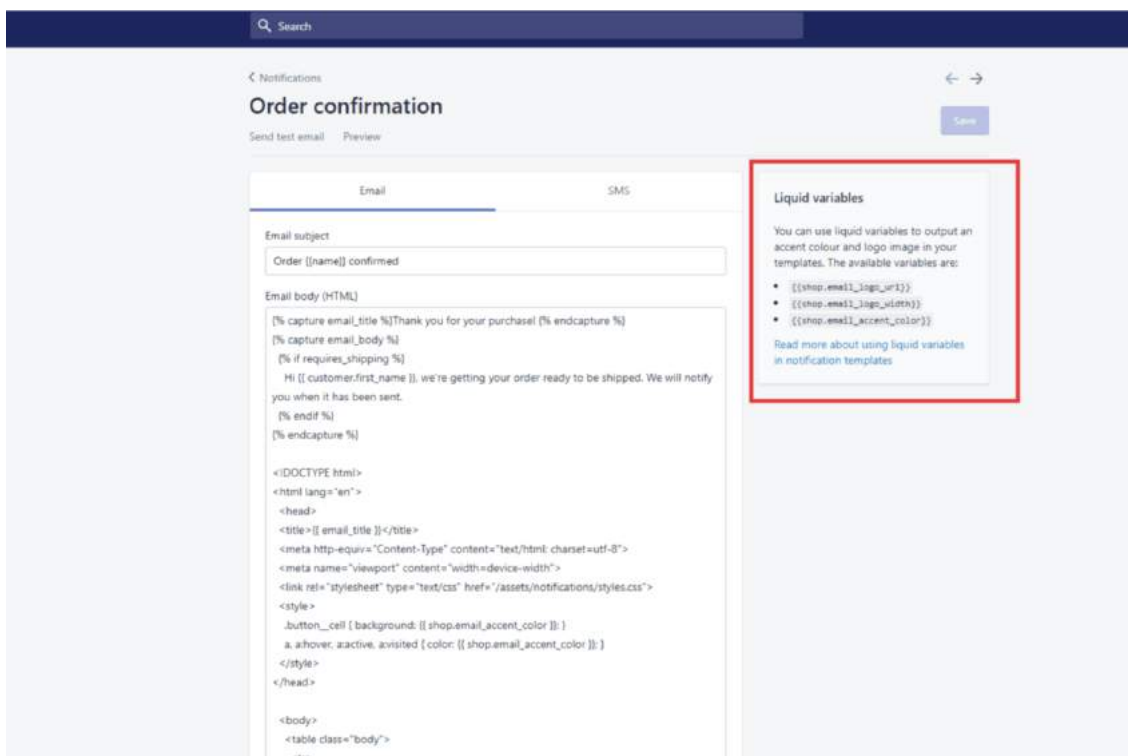 Search
Notifications
Order confirmation
Send test email Preview
Save
Email SMS
Email subject
Order {{name}} confirmed
Email body (HTML)
{% capture email_title %}Thank you for your purchase! {% endcapture %}
{% capture email_body %}
{% if requires_shipping %}
Hi {{ customer.first_name }}, we're getting your order ready to be shipped. We will notify
you when it has been sent.
{% endif %}
{% endcapture %}
<!DOCTYPE html>
<html lang="en">
<head>
<title>{{ email_title }}</title>
<meta http-equiv="Content-Type" content="text/html; charset=utf-8">
<meta name="viewport" content="width=device-width">
<link rel="stylesheet" type="text/css" href="/assets/notifications/styles.css">
<style>
.button__cell { background: {{ shop.email_accent_color }}; }
a, a:hover, a:active, a:visited { color: {{ shop.email_accent_color }}; }
</style>
</head>
<body>
<table class="body">
Liquid variables
You can use liquid variables to output an
accent colour and logo image in your
templates. The available variables are:
{{shop.email_logo_url}}
{{shop.email_logo_width}}
{{shop.email_accent_color}}
Read more about using liquid variables
in notification templates